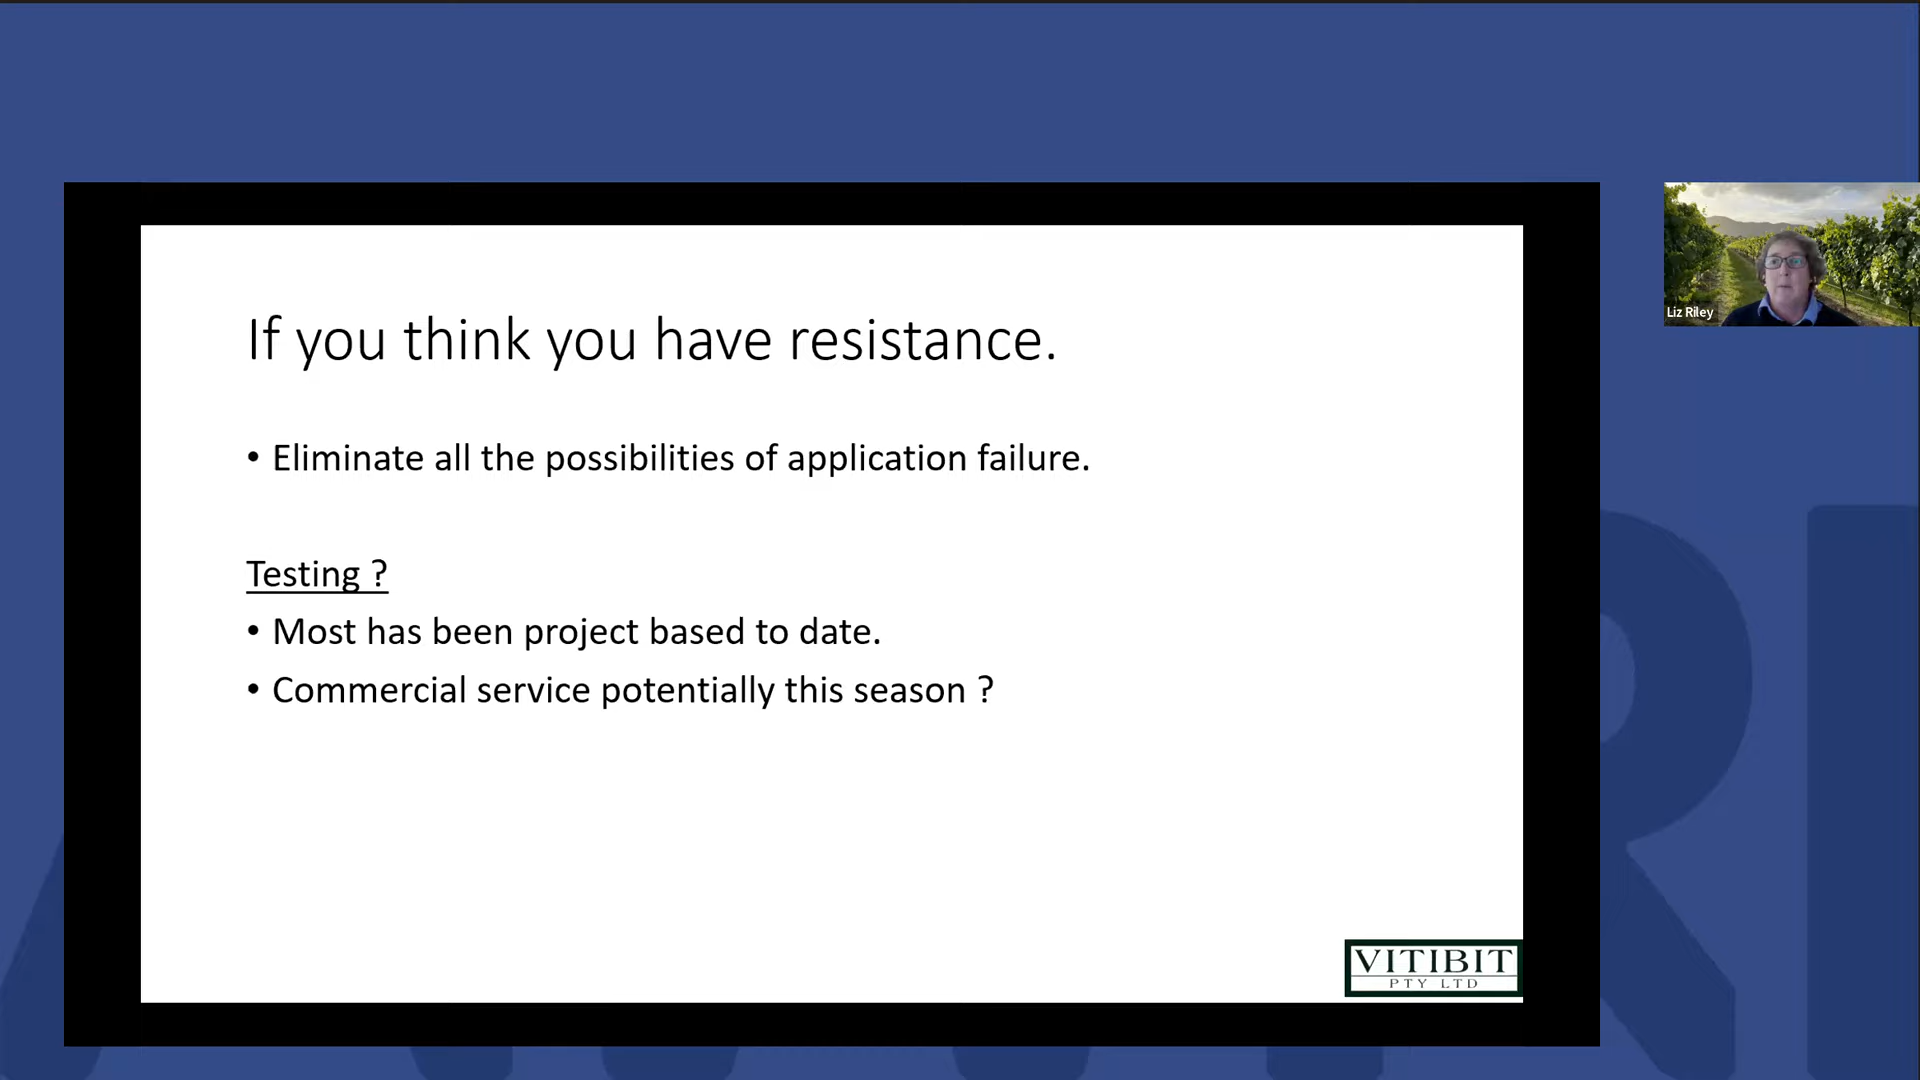 If you think you have resistance.
• Eliminate all the possibilities of application failure.
Testing ?
• Most has been project based to date.
• Commercial service potentially this season ?
VITIBIT
PTY LTD
Liz Riley